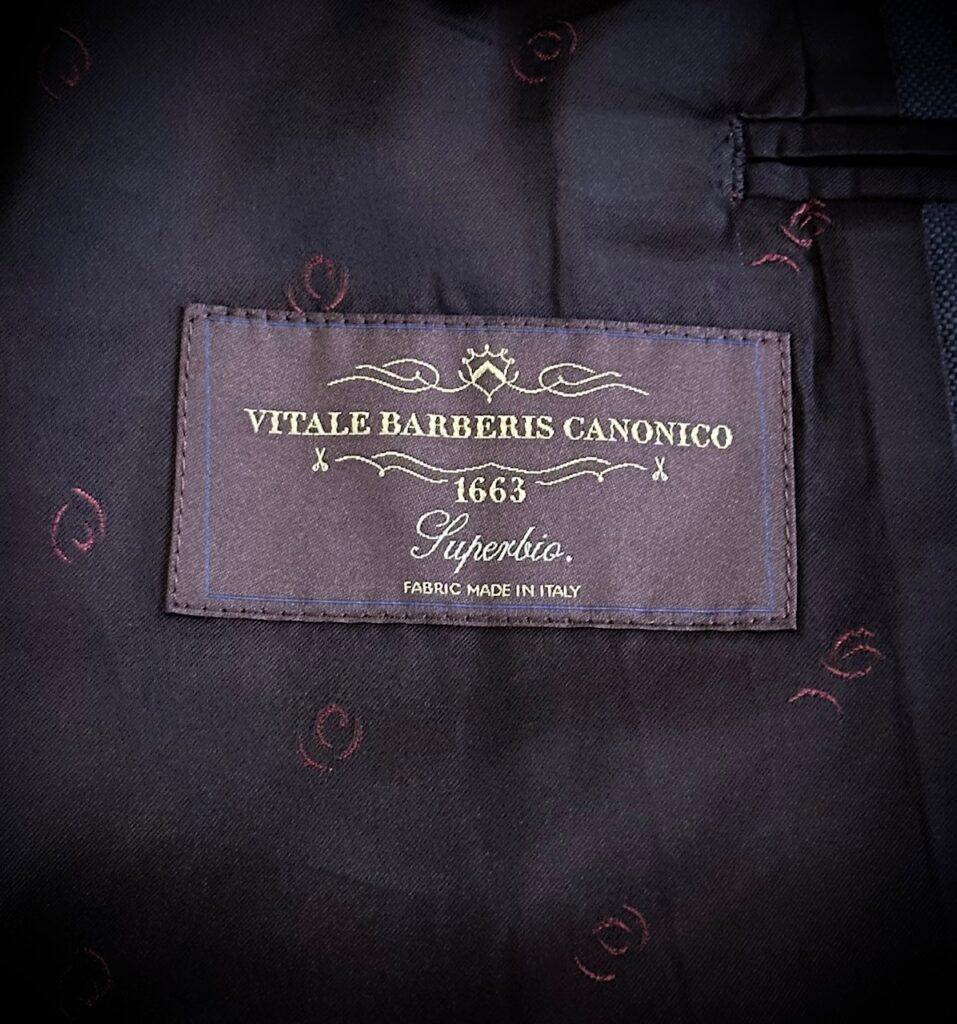 VITALE BARBERIS CANONICO
1663
Superbio.
FABRIC MADE IN ITALY